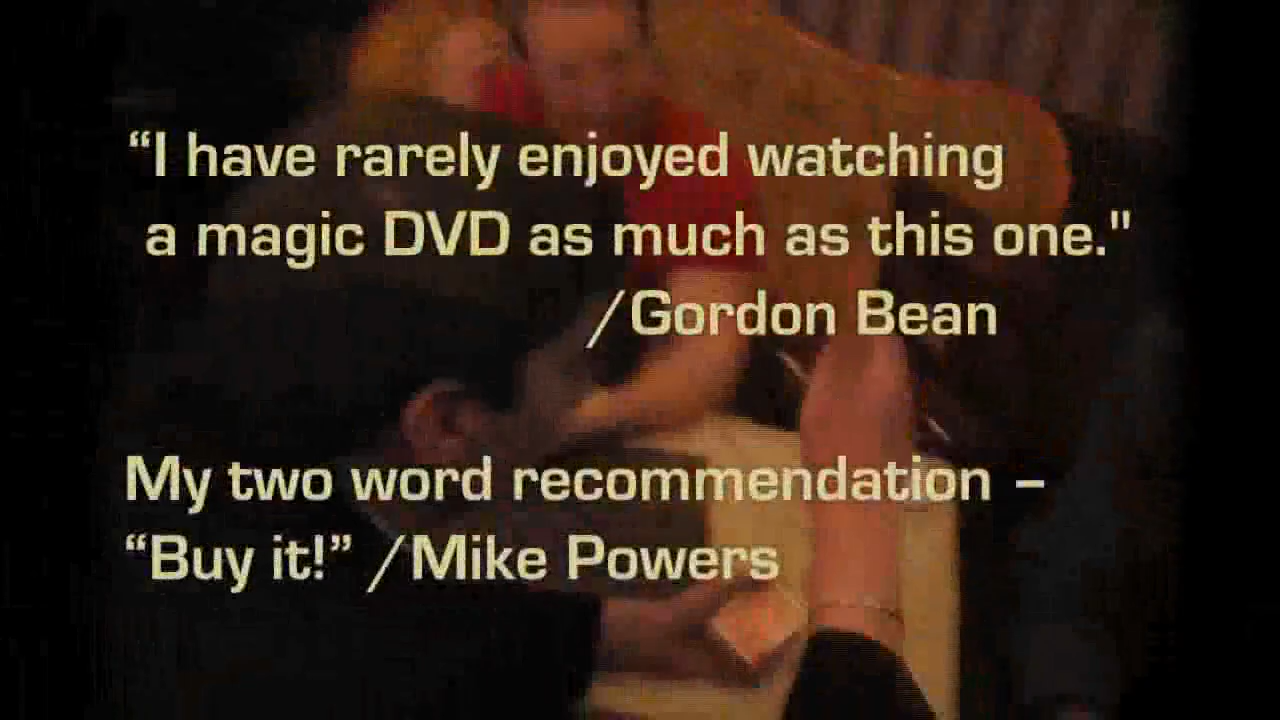 “I have rarely enjoyed watching
a magic DVD as much as this one."
/Gordon Bean
My two word recommendation –
“Buy it!” /Mike Powers